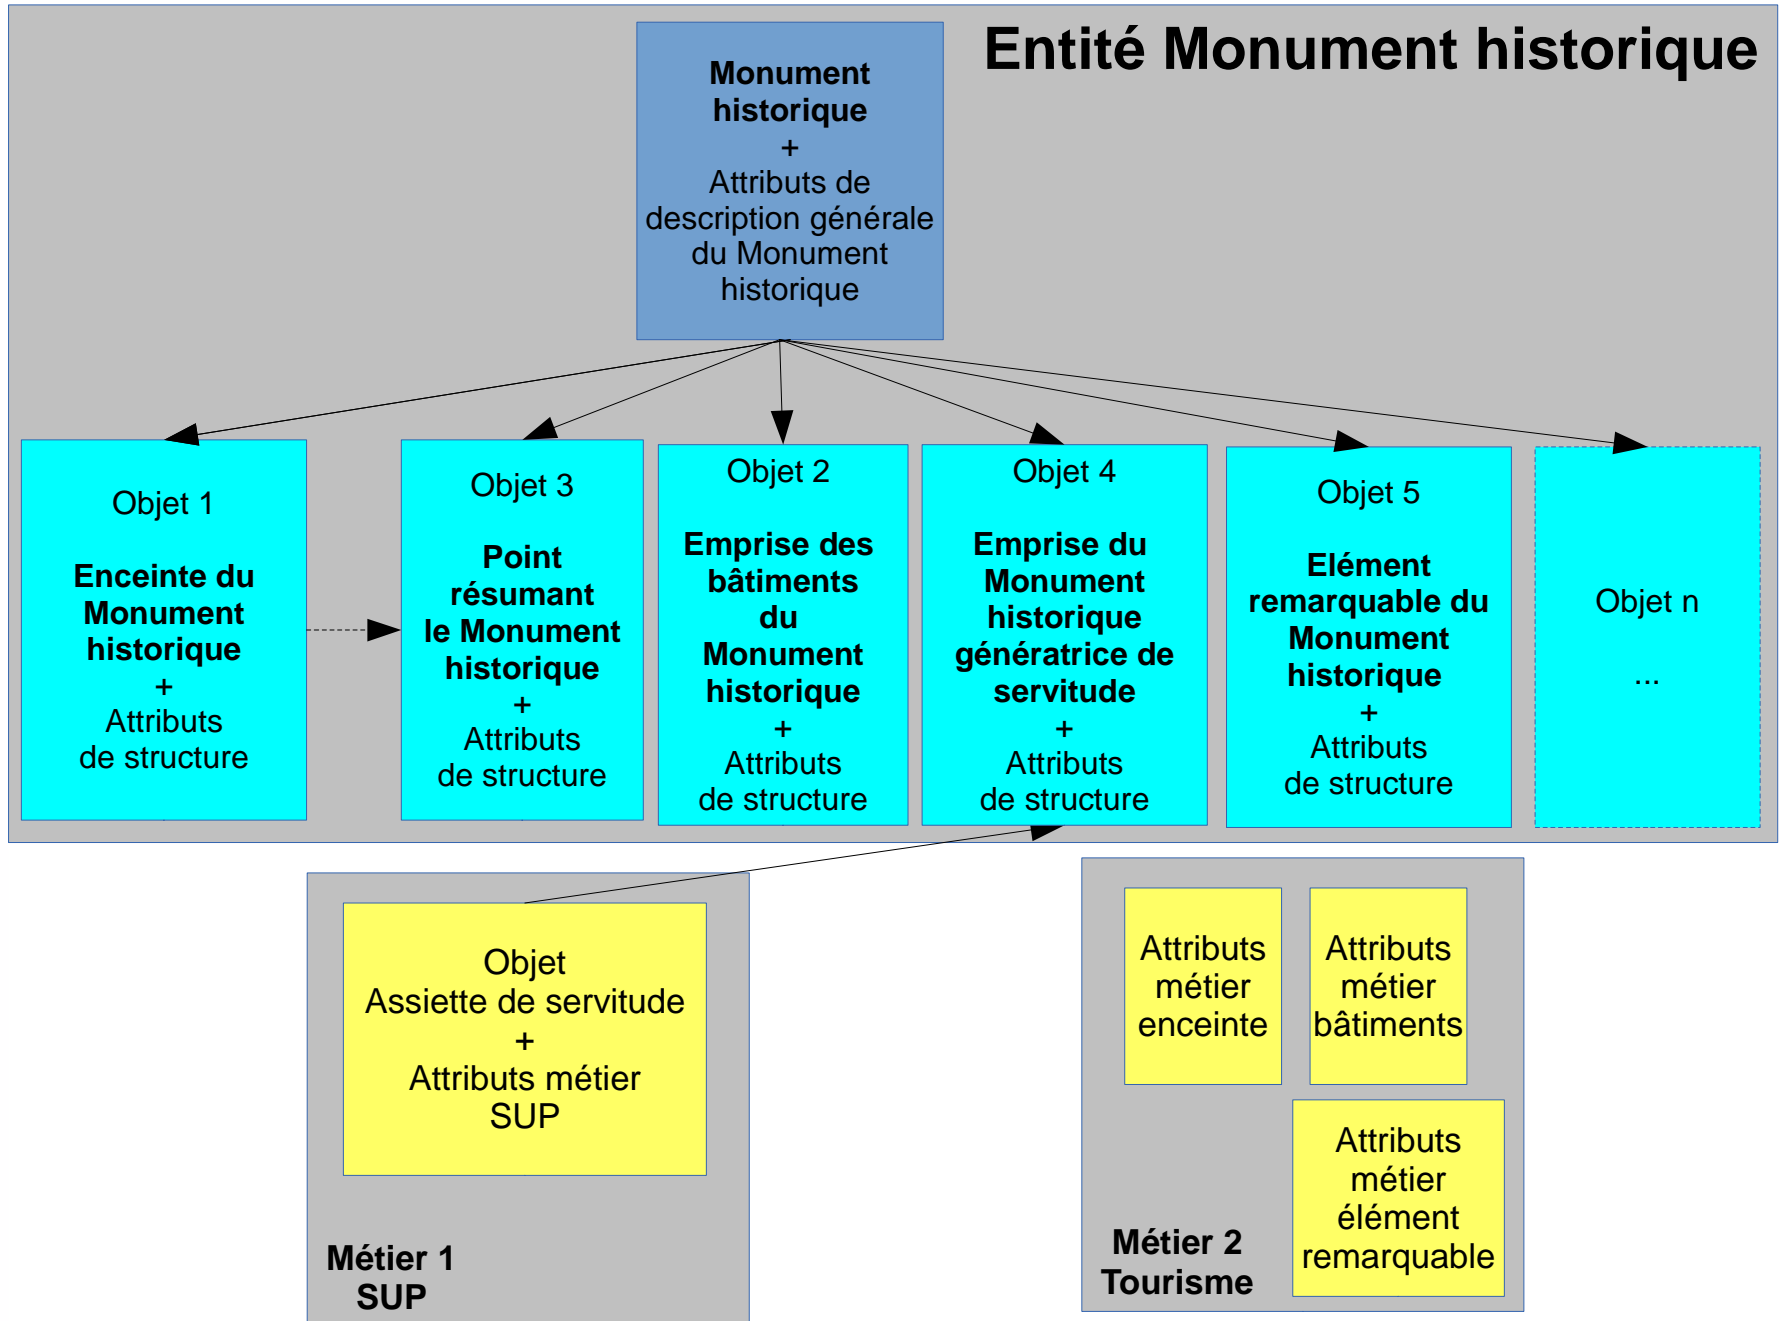 Entité Monument historique
Monument
historique
+
Attributs de
description générale
du Monument
historique
Objet 1
Enceinte du
Monument
historique
+
Attributs
de structure
Objet 3
Point
résumant
le Monument
historique
+
Attributs
de structure
Objet 2
Emprise des
bâtiments
du
Monument
historique
+
Attributs
de structure
Objet 4
Emprise du
Monument
historique
génératrice de
servitude
+
Attributs
de structure
Objet 5
Elément
remarquable du
Monument
historique
+
Attributs
de structure
Objet n
...
Objet
Assiette de servitude
+
Attributs métier
SUP
Métier 1
SUP
Attributs
métier
enceinte
Attributs
métier
bâtiments
Attributs
métier
élément
remarquable
Métier 2
Tourisme